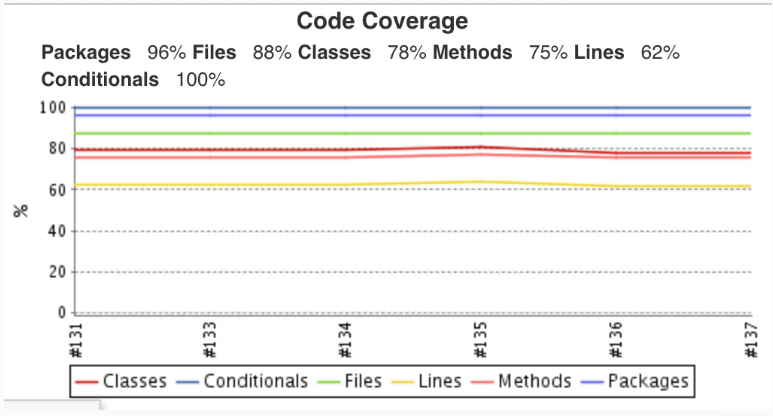 Code Coverage
Packages 96% Files 88% Classes 78% Methods 75% Lines 62%
Conditionals 100%
100
80
60
40
20
0
%
#131 #133 #134 #135 #136 #137
Classes Conditionals Files Lines Methods Packages